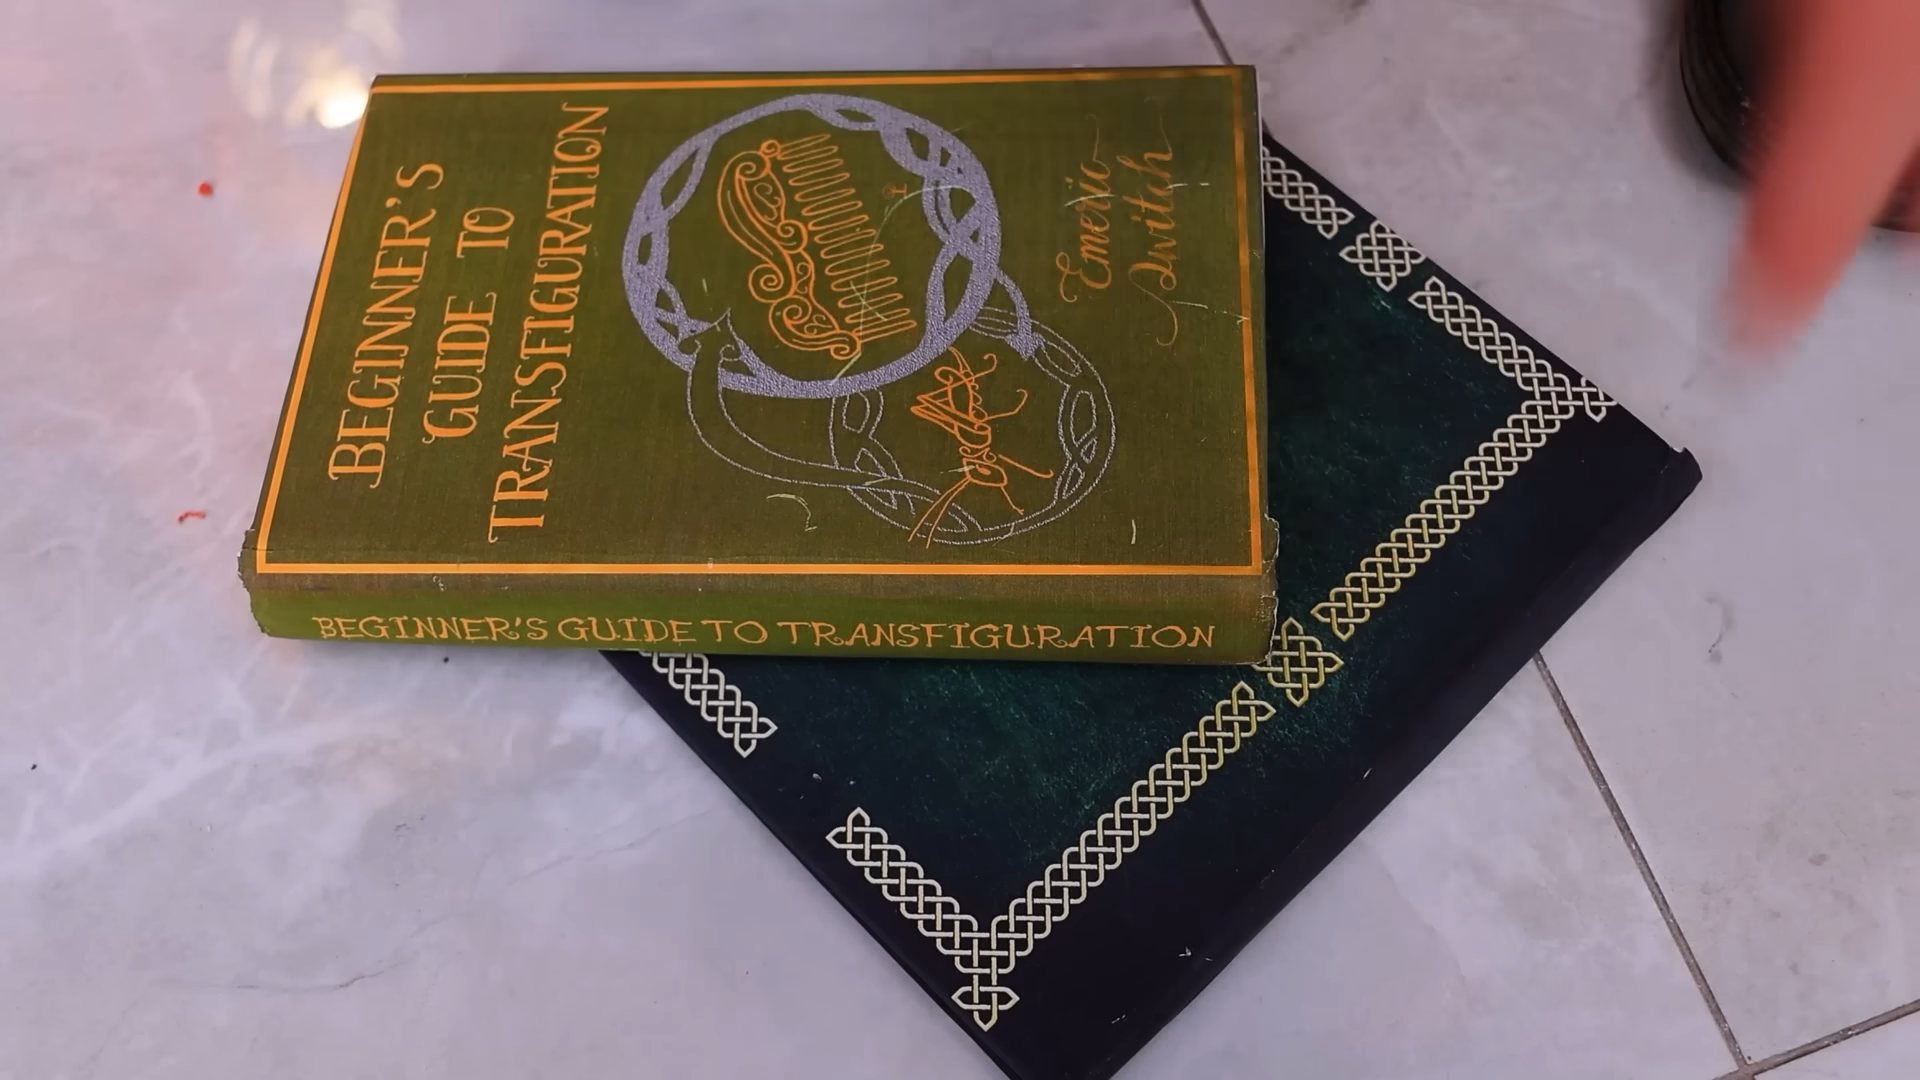 BEGINNER'S
GUIDE TO
TRANSFIGURATION
Emeric
Switch
BEGINNER'S GUIDE TO TRANSFIGURATION